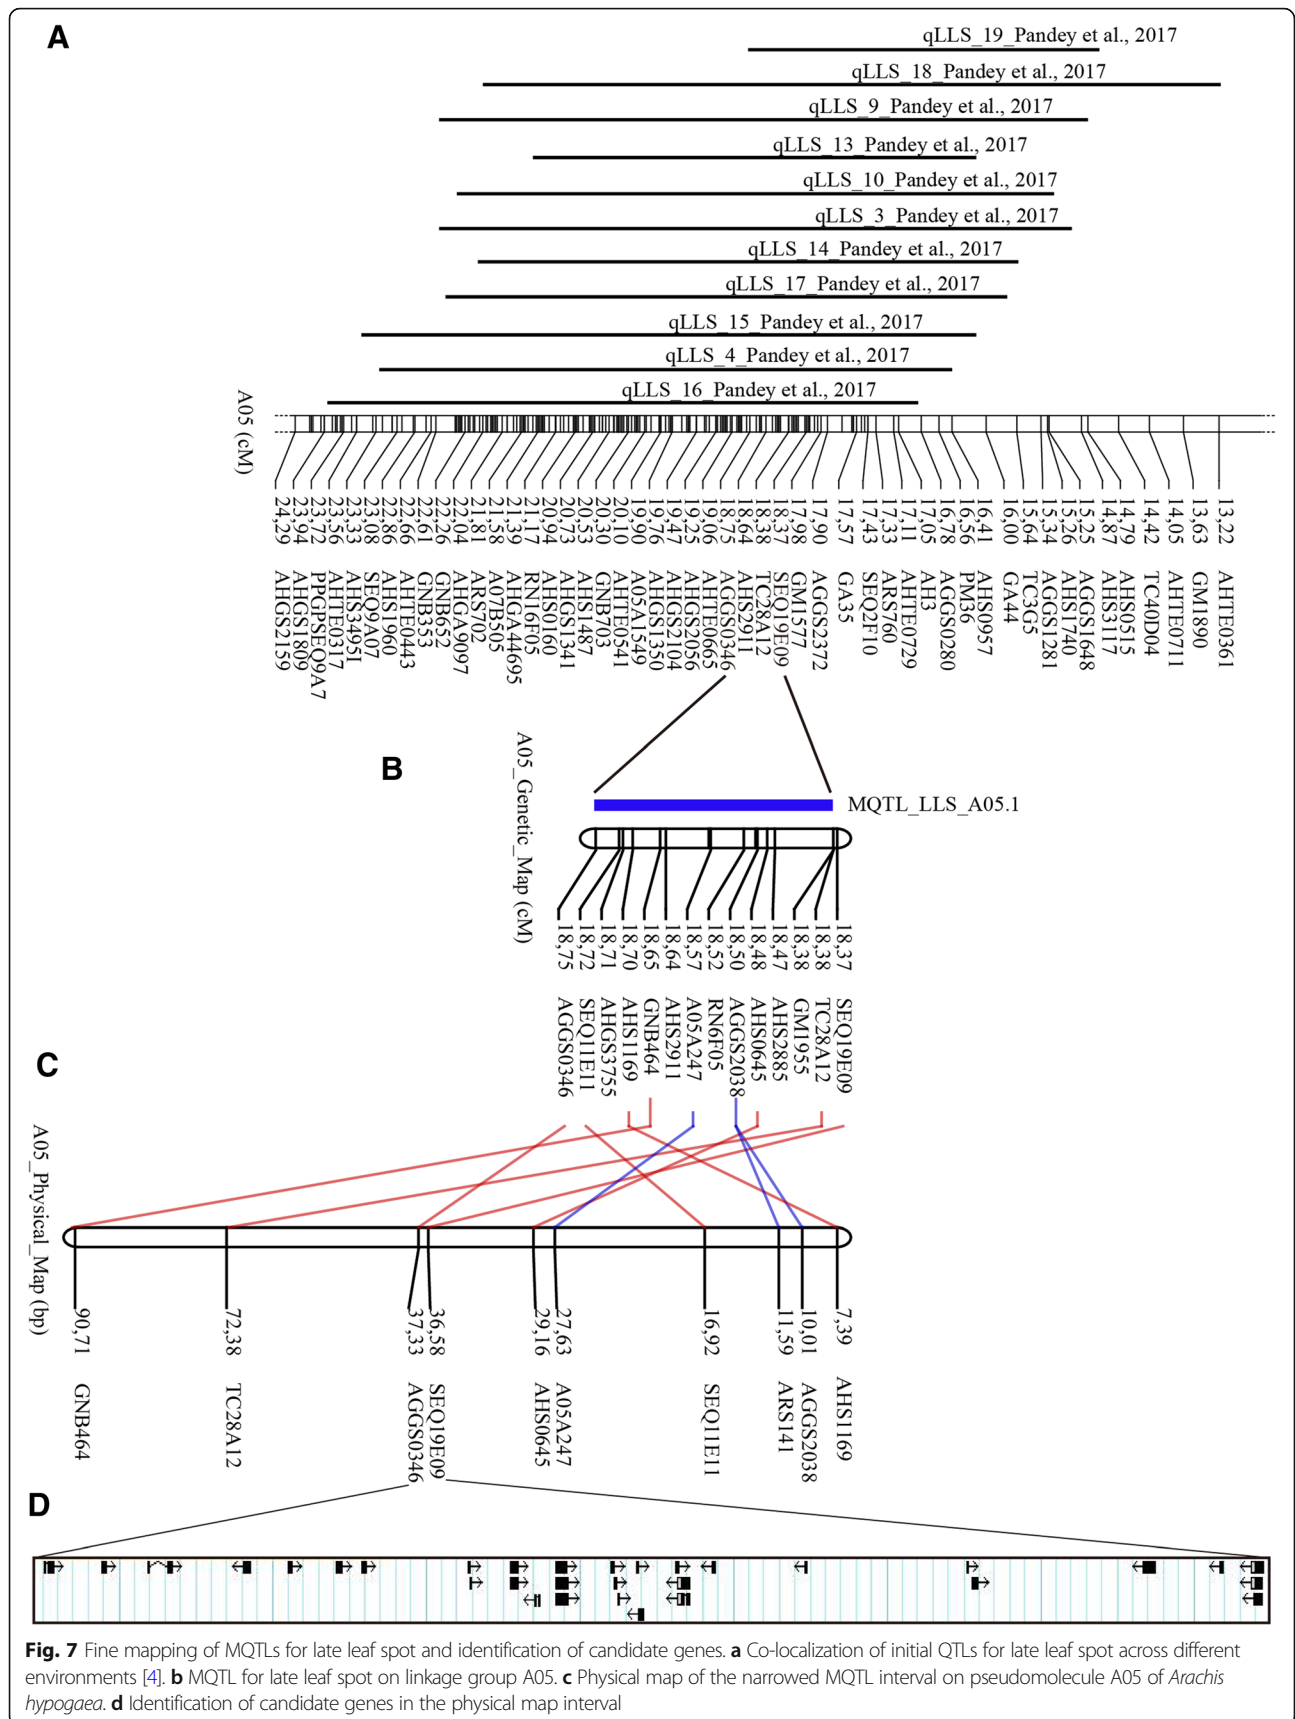 A
qLLS_19_Pandey et al., 2017
qLLS_18_Pandey et al., 2017
qLLS_9_Pandey et al., 2017
qLLS_13_Pandey et al., 2017
qLLS_10_Pandey et al., 2017
qLLS_3_Pandey et al., 2017
qLLS_14_Pandey et al., 2017
qLLS_17_Pandey et al., 2017
qLLS_15_Pandey et al., 2017
qLLS_4_Pandey et al., 2017
qLLS_16_Pandey et al., 2017
A05 (cM)
24,29 AHGS2159
23,94 AHGS1809
23,72 PPGPSEQ9A7
23,56 AHTE0317
23,33 AHS3495I
23,08 SEQ9A07
22,86 AHS1960
22,66 AHTE0443
22,61 GNB353
22,26 GNB652
22,04 AHGA9097
21,81 ARS702
21,58 A07B505
21,39 AHGA44695
21,17 RN16F05
20,94 AHS0160
20,73 AHGS1341
20,53 AHS1487
20,30 GNB703
20,10 AHTE0541
19,90 A05A1549
19,76 AHGS1350
19,47 AHGS2104
19,25 AHGS2056
19,06 AHTE0665
18,75 AGGS0346
18,64 AHS2911
18,38 TC28A12
18,37 SEQ19E09
17,98 GM1577
17,90 AGGS2372
17,57 GA35
17,43 SEQ2F10
17,33 ARS760
17,11 AHTE0729
17,05 AH3
16,78 AGGS0280
16,56 PM36
16,41 AHS0957
16,00 GA44
15,64 TC3G5
15,34 AGGS1281
15,26 AHS1740
15,25 AGGS1648
14,87 AHS3117
14,79 AHS0515
14,42 TC40D04
14,05 AHTE0711
13,63 GM1890
13,22 AHTE0361
B
A05_Genetic_Map (cM)
MQTL_LLS_A05.1
18,75 AGGS0346
18,72 SEQ11E11
18,71 AHGS3755
18,70 AHS1169
18,65 GNB464
18,64 AHS2911
18,57 A05A247
18,52 RN6F05
18,50 AGGS2038
18,48 AHS0645
18,47 AHS2885
18,38 GM1955
18,38 TC28A12
18,37 SEQ19E09
C
A05_Physical_Map (bp)
90,71 GNB464
72,38 TC28A12
37,33 AGGS0346
36,58 SEQ19E09
29,16 AHS0645
27,63 A05A247
16,92 SEQ11E11
11,59 ARS141
10,01 AGGS2038
7,39 AHS1169
D
Fig. 7 Fine mapping of MQTLs for late leaf spot and identification of candidate genes. a Co-localization of initial QTLs for late leaf spot across different
environments [4]. b MQTL for late leaf spot on linkage group A05. c Physical map of the narrowed MQTL interval on pseudomolecule A05 of Arachis
hypogaea. d Identification of candidate genes in the physical map interval